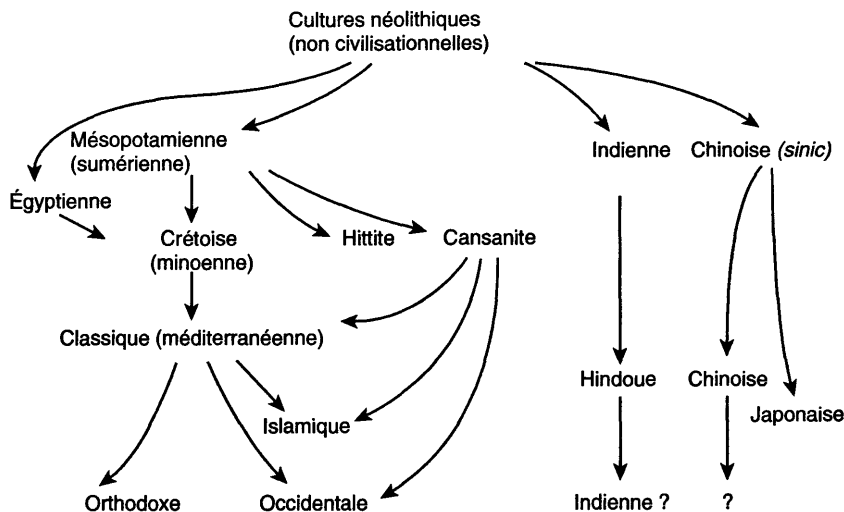 Cultures néolithiques
(non civilisationnelles)
Mésopotamienne
(sumérienne)
Indienne
Chinoise (sinic)
Égyptienne
Crétoise
(minoenne)
Hittite
Cansanite
Classique (méditerranéenne)
Hindoue
Chinoise
Japonaise
Islamique
Orthodoxe
Occidentale
Indienne ?
?